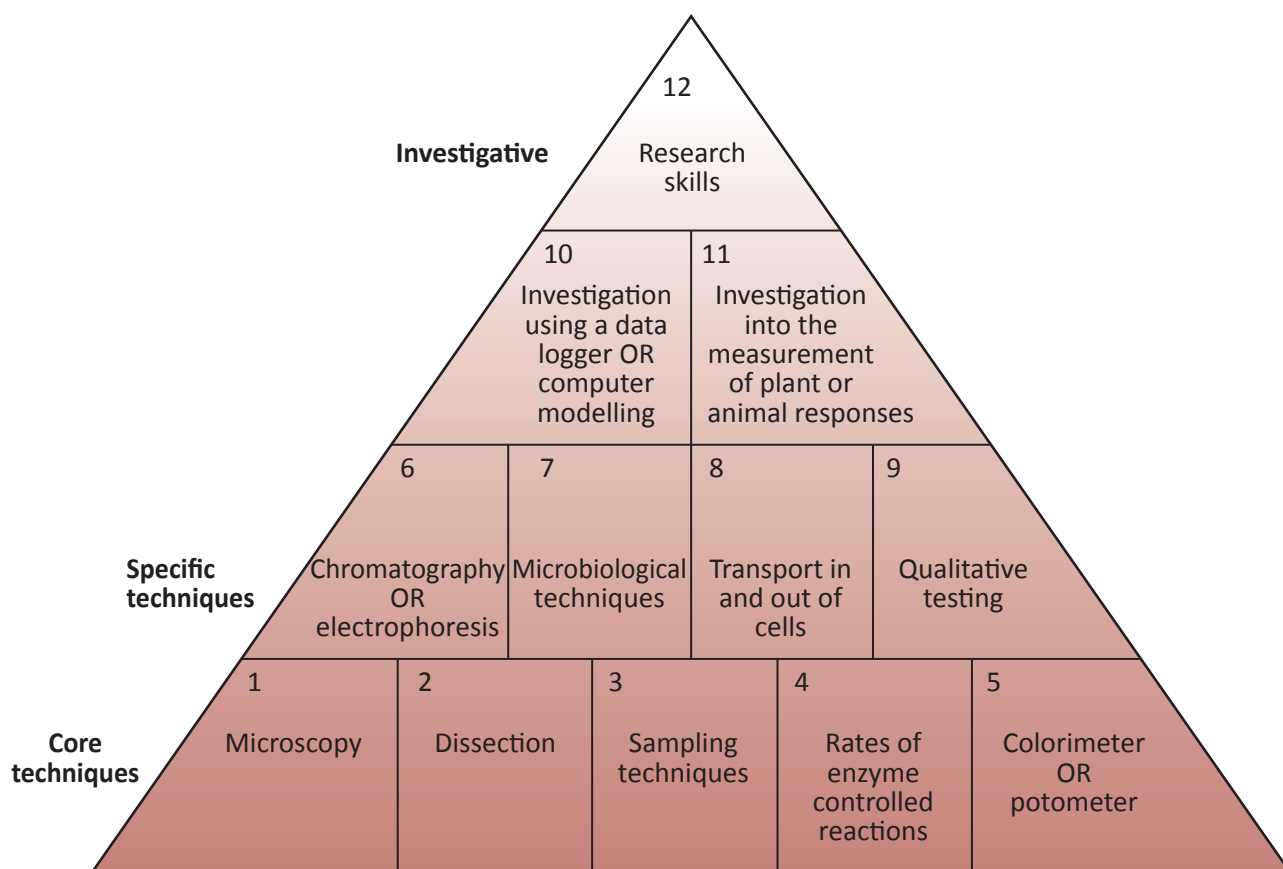 12
Investigative
Research
skills
10
Investigation
using a data
logger OR
computer
modelling
11
Investigation
into the
measurement
of plant or
animal responses
Specific
techniques
6
Chromatography
OR
electrophoresis
7
Microbiological
techniques
8
Transport in
and out of
cells
9
Qualitative
testing
Core
techniques
1
Microscopy
2
Dissection
3
Sampling
techniques
4
Rates of
enzyme
controlled
reactions
5
Colorimeter
OR
potometer